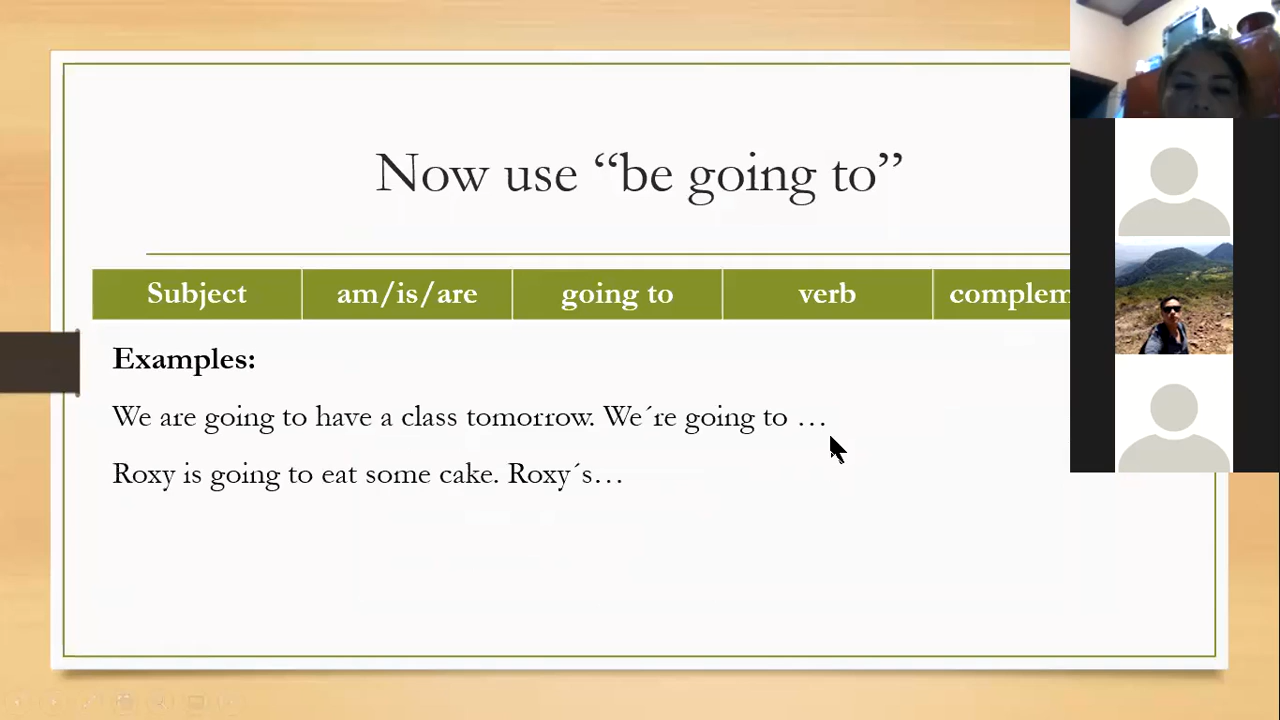 Now use “be going to”
Subject am/is/are going to verb complem
Examples:
We are going to have a class tomorrow. We´re going to …
Roxy is going to eat some cake. Roxy´s…